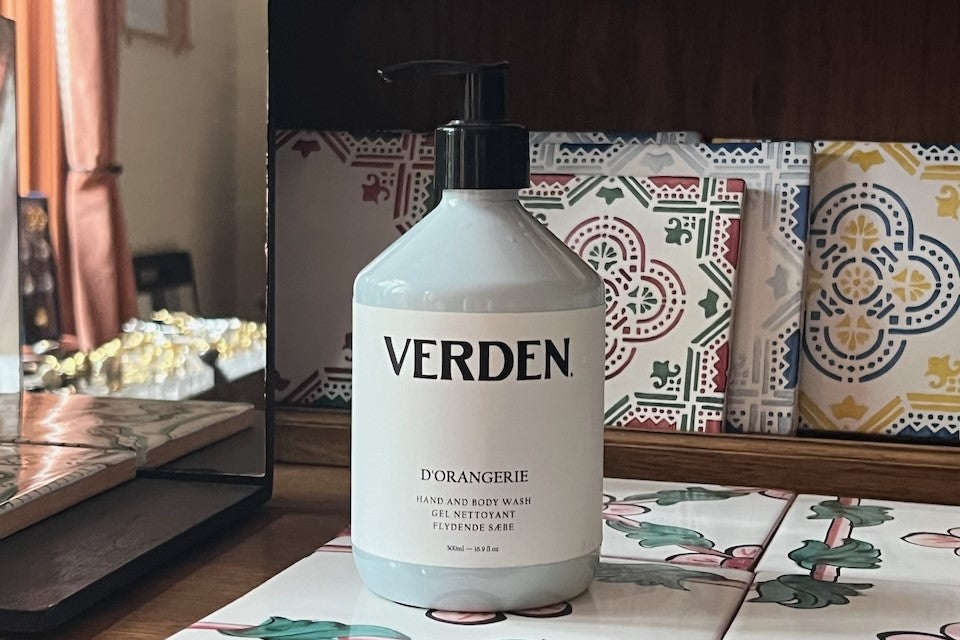 VERDEN.
D'ORANGERIE
HAND AND BODY WASH
GEL NETTOYANT
FLYDENDE SÆBE
500ml — 16.9 fl oz